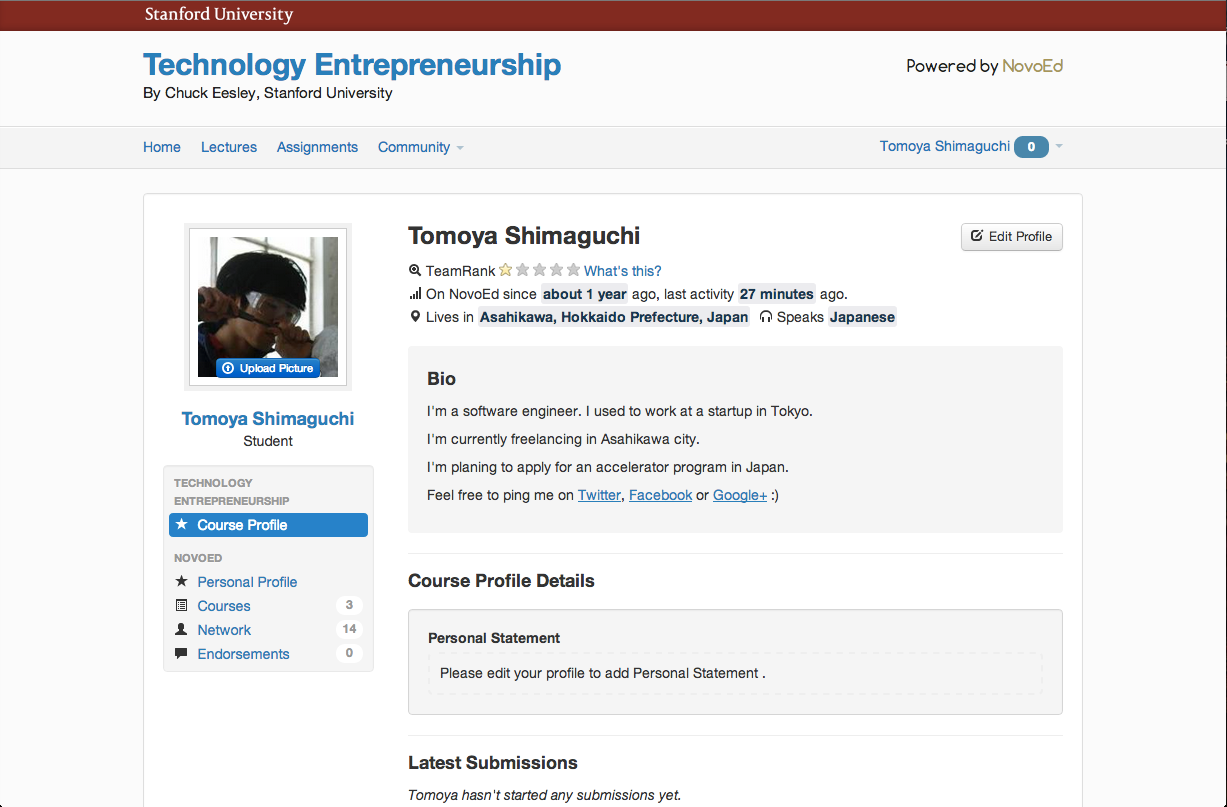 Stanford University
Technology Entrepreneurship
By Chuck Eesley, Stanford University
Powered by NovoEd
Home Lectures Assignments Community
Tomoya Shimaguchi 0
Upload Picture
Tomoya Shimaguchi
Student
TECHNOLOGY
ENTREPRENEURSHIP
Course Profile
NOVOED
Personal Profile
Courses 3
Network 14
Endorsements 0
Tomoya Shimaguchi
Edit Profile
TeamRank What's this?
On NovoEd since about 1 year ago, last activity 27 minutes ago.
Lives in Asahikawa, Hokkaido Prefecture, Japan Speaks Japanese
Bio
I'm a software engineer. I used to work at a startup in Tokyo.
I'm currently freelancing in Asahikawa city.
I'm planing to apply for an accelerator program in Japan.
Feel free to ping me on Twitter, Facebook or Google+ :)
Course Profile Details
Personal Statement
Please edit your profile to add Personal Statement .
Latest Submissions
Tomoya hasn't started any submissions yet.